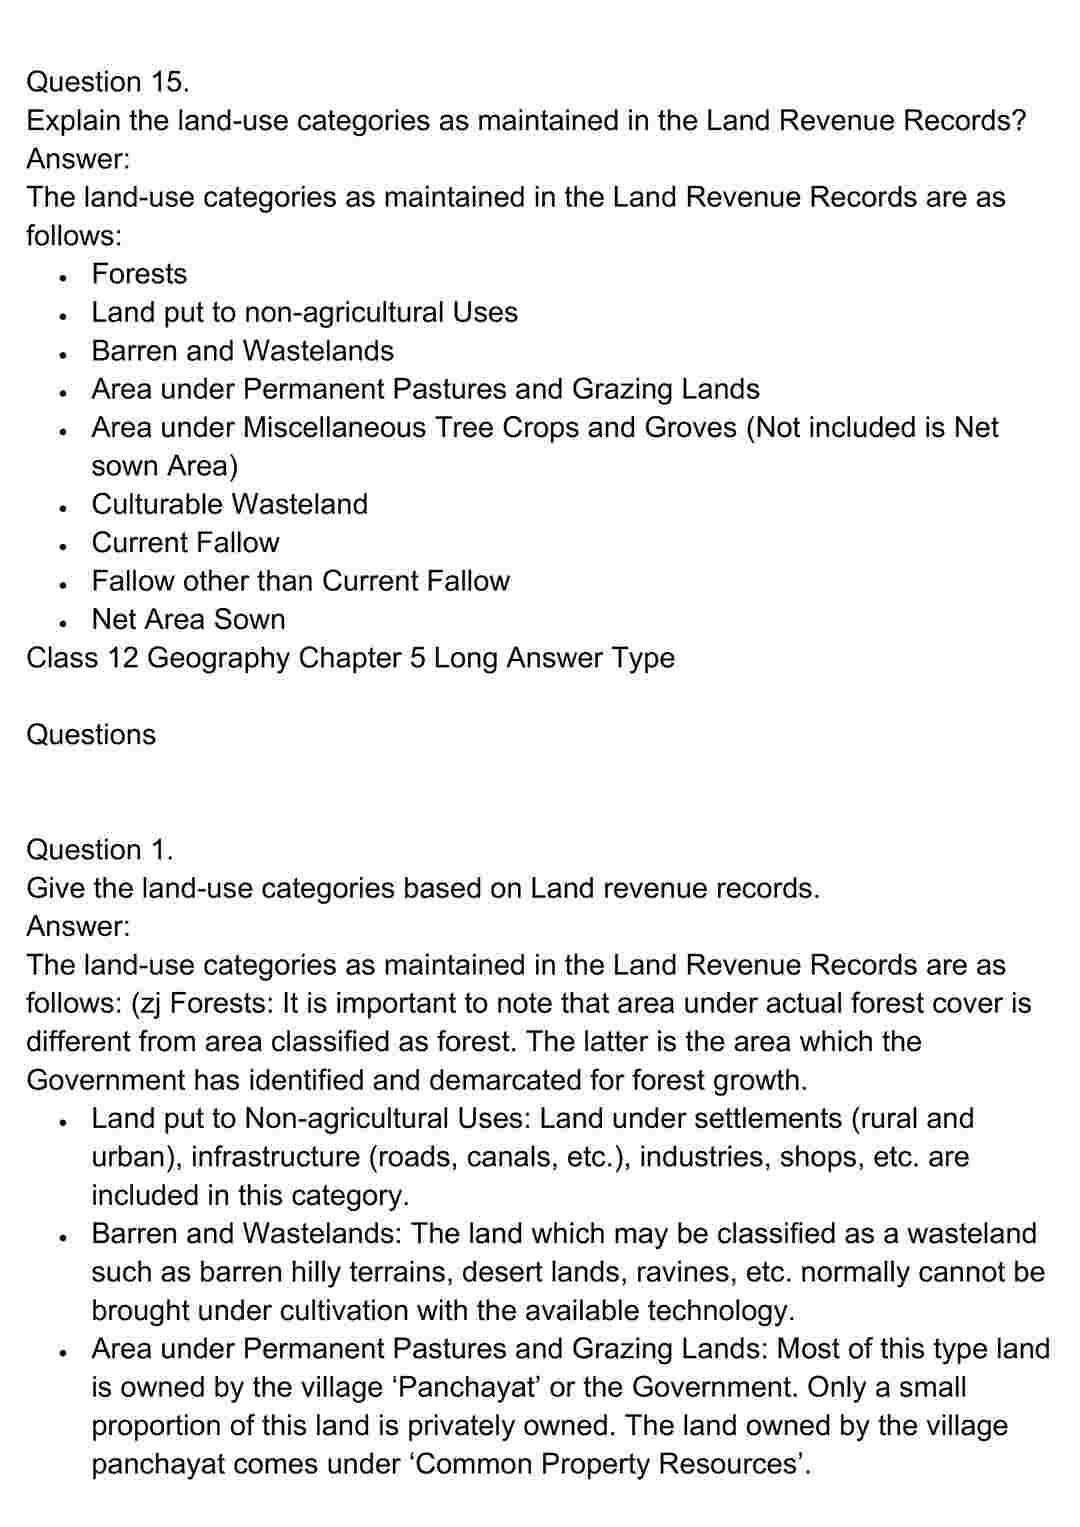 Question 15.
Explain the land-use categories as maintained in the Land Revenue Records?
Answer:
The land-use categories as maintained in the Land Revenue Records are as
follows:
• Forests
• Land put to non-agricultural Uses
• Barren and Wastelands
• Area under Permanent Pastures and Grazing Lands
• Area under Miscellaneous Tree Crops and Groves (Not included is Net
sown Area)
• Culturable Wasteland
• Current Fallow
• Fallow other than Current Fallow
• Net Area Sown
Class 12 Geography Chapter 5 Long Answer Type
Questions
Question 1.
Give the land-use categories based on Land revenue records.
Answer:
The land-use categories as maintained in the Land Revenue Records are as
follows: (zj Forests: It is important to note that area under actual forest cover is
different from area classified as forest. The latter is the area which the
Government has identified and demarcated for forest growth.
• Land put to Non-agricultural Uses: Land under settlements (rural and
urban), infrastructure (roads, canals, etc.), industries, shops, etc. are
included in this category.
• Barren and Wastelands: The land which may be classified as a wasteland
such as barren hilly terrains, desert lands, ravines, etc. normally cannot be
brought under cultivation with the available technology.
• Area under Permanent Pastures and Grazing Lands: Most of this type land
is owned by the village ‘Panchayat’ or the Government. Only a small
proportion of this land is privately owned. The land owned by the village
panchayat comes under ‘Common Property Resources’.